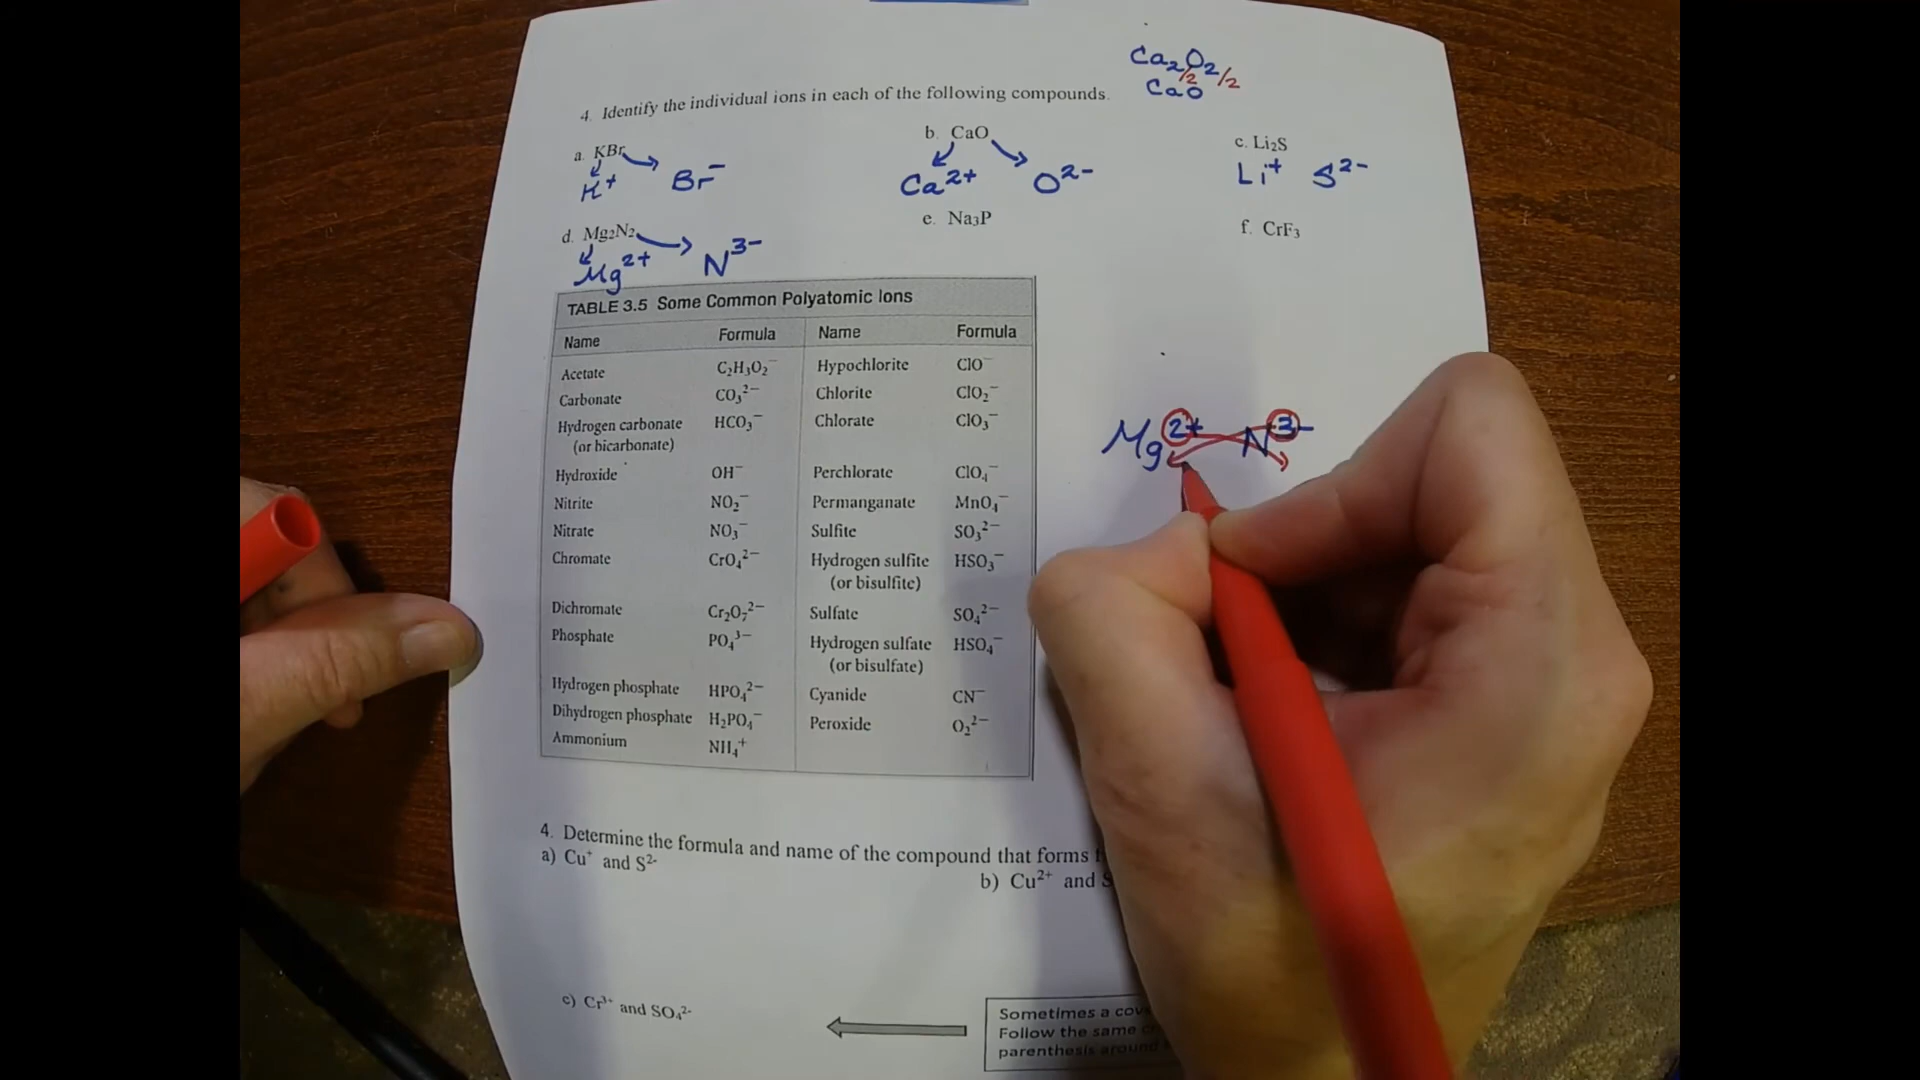 Ca₂O₂
/2 /2
CaO
4. Identify the individual ions in each of the following compounds.
a. KBr
K⁺ Br⁻
b. CaO
Ca²⁺ O²⁻
c. Li₂S
Li⁺ S²⁻
d. Mg₂N₂
Mg²⁺ N³⁻
e. Na₃P
f. CrF₃
TABLE 3.5 Some Common Polyatomic Ions
Name Formula Name Formula
Acetate C₂H₃O₂⁻ Hypochlorite ClO⁻
Carbonate CO₃²⁻ Chlorite ClO₂⁻
Hydrogen carbonate HCO₃⁻ Chlorate ClO₃⁻
(or bicarbonate)
Hydroxide OH⁻ Perchlorate ClO₄⁻
Nitrite NO₂⁻ Permanganate MnO₄⁻
Nitrate NO₃⁻ Sulfite SO₃²⁻
Chromate CrO₄²⁻ Hydrogen sulfite HSO₃⁻
(or bisulfite)
Dichromate Cr₂O₇²⁻ Sulfate SO₄²⁻
Phosphate PO₄³⁻ Hydrogen sulfate HSO₄⁻
(or bisulfate)
Hydrogen phosphate HPO₄²⁻ Cyanide CN⁻
Dihydrogen phosphate H₂PO₄⁻ Peroxide O₂²⁻
Ammonium NH₄⁺
Mg²⁺ N³⁻
4. Determine the formula and name of the compound that forms
a) Cu⁺ and S²⁻
b) Cu²⁺ and S
c) Cr³⁺ and SO₄²⁻
Sometimes a
Follow the same
parenthesis around